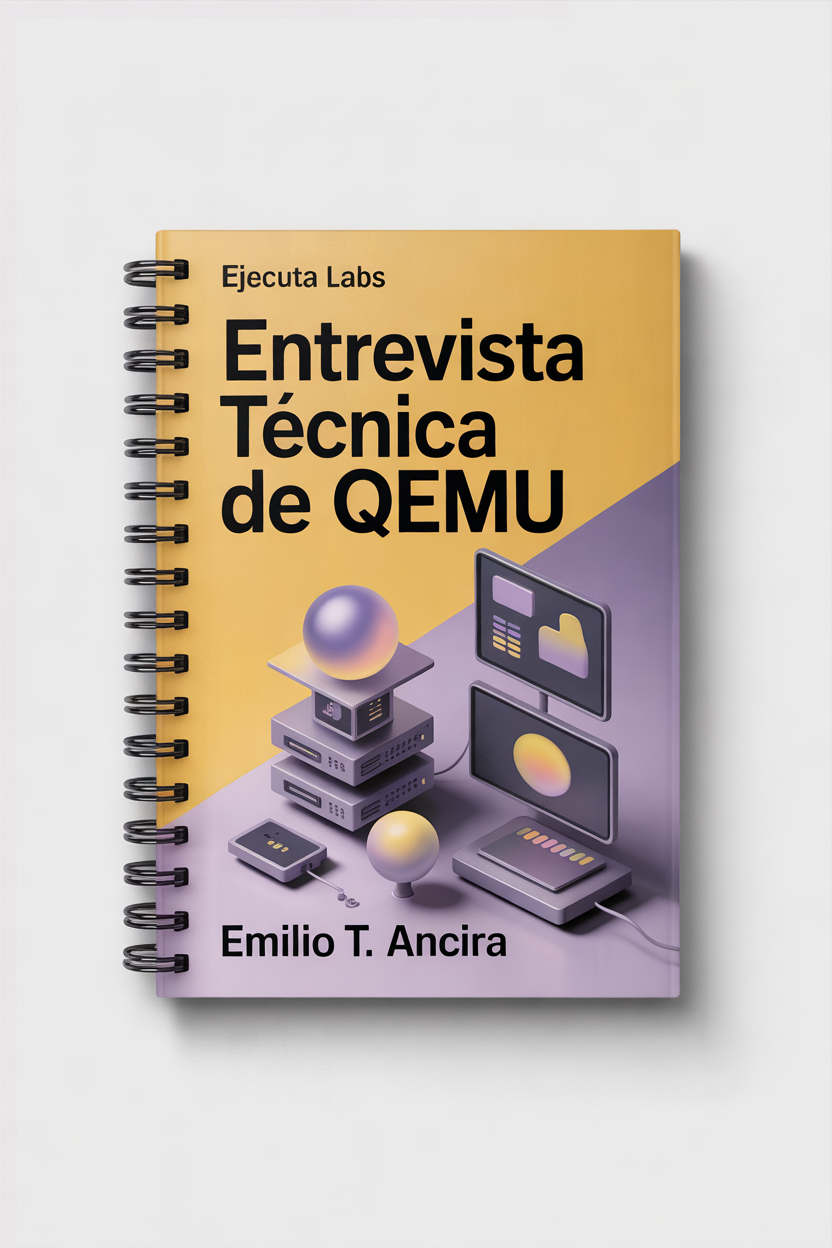 Ejecuta Labs
Entrevista
Técnica
de QEMU
Emilio T. Ancira